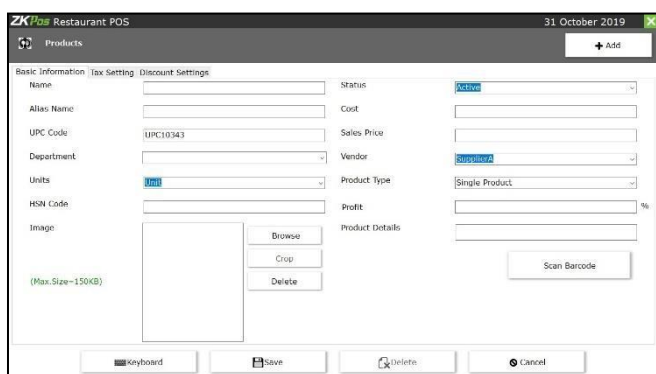 ZKPos Restaurant POS 31 October 2019 X
Products + Add
Basic Information Tax Setting Discount Settings
Name Status Active
Alias Name Cost
UPC Code UPC10343 Sales Price
Department Vendor SupplierA
Units Unit Product Type Single Product
HSN Code Profit %
Image Browse Product Details
Crop Scan Barcode
(Max.Size~150KB) Delete
Keyboard Save Delete Cancel